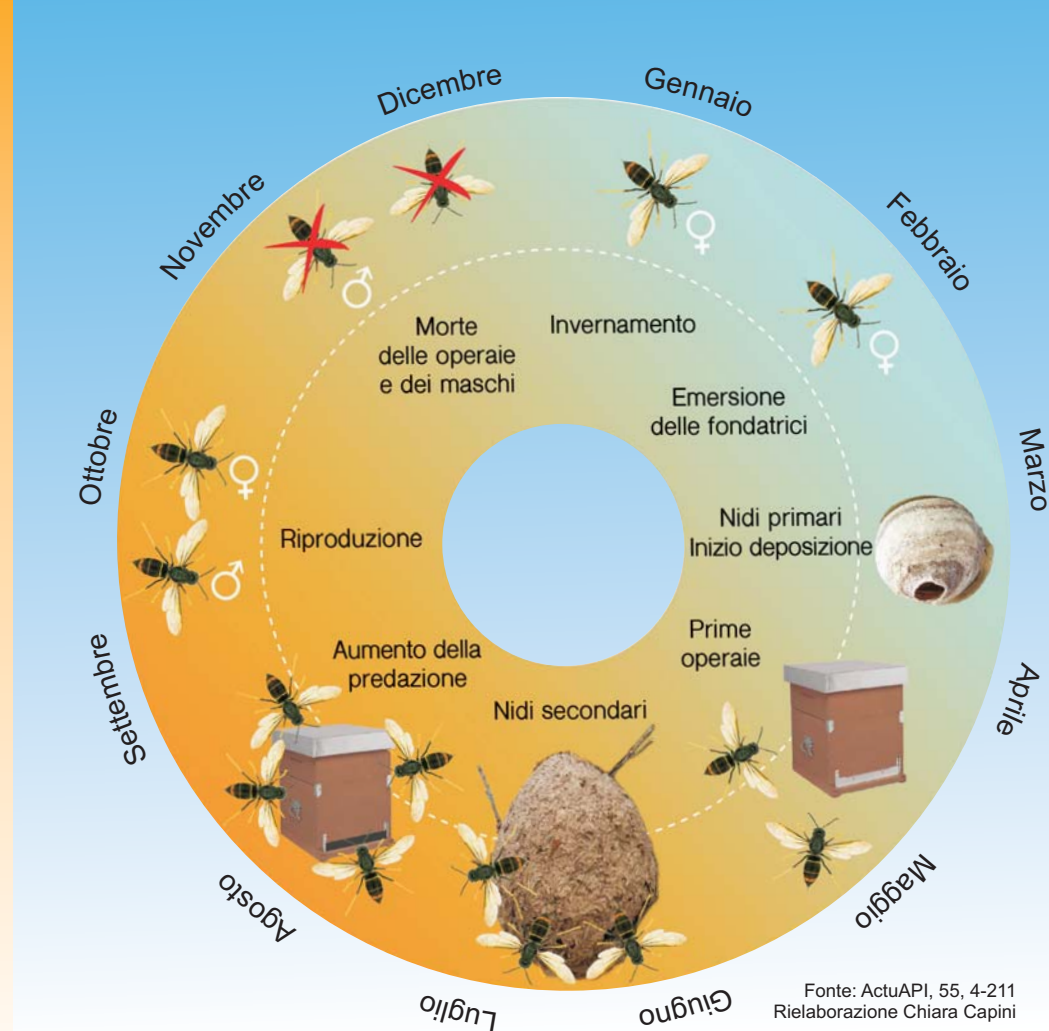 Gennaio
Febbraio
Marzo
Aprile
Maggio
Giugno
Luglio
Agosto
Settembre
Ottobre
Novembre
Dicembre
Invernamento
Emersione
delle fondatrici
Nidi primari
Inizio deposizione
Prime
operaie
Nidi secondari
Aumento della
predazione
Riproduzione
Morte
delle operaie
e dei maschi
Fonte: ActuAPI, 55, 4-211
Rielaborazione Chiara Capini